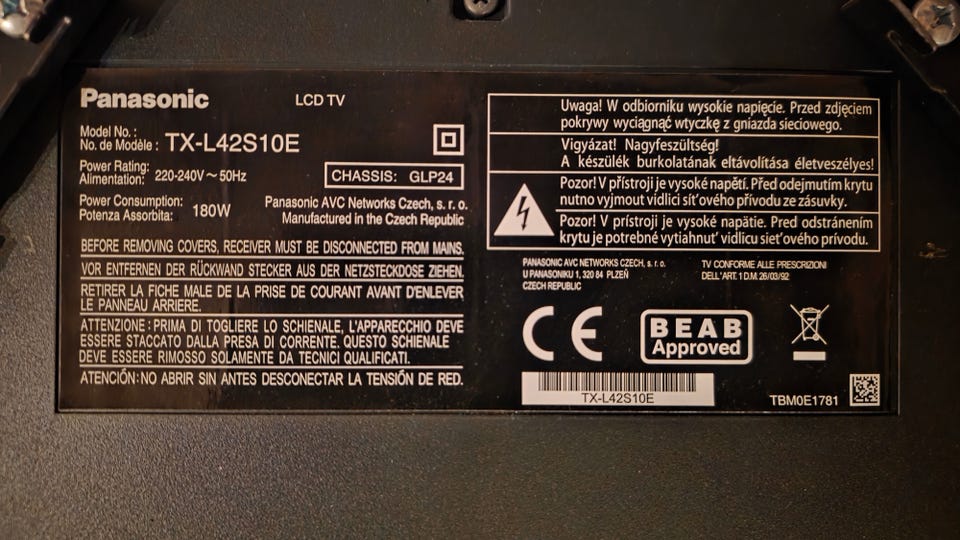 Panasonic
LCD TV
Model No. :
No. de Modèle : TX-L42S10E
Power Rating:
Alimentation: 220-240V ~ 50Hz
CHASSIS: GLP24
Power Consumption:
Potenza Assorbita: 180W
Panasonic AVC Networks Czech, s. r. o.
Manufactured in the Czech Republic
BEFORE REMOVING COVERS, RECEIVER MUST BE DISCONNECTED FROM MAINS.
VOR ENTFERNEN DER RÜCKWAND STECKER AUS DER NETZSTECKDOSE ZIEHEN.
RETIRER LA FICHE MALE DE LA PRISE DE COURANT AVANT D'ENLEVER
LE PANNEAU ARRIERE.
ATTENZIONE: PRIMA DI TOGLIERE LO SCHIENALE, L'APPARECCHIO DEVE
ESSERE STACCATO DALLA PRESA DI CORRENTE. QUESTO SCHIENALE
DEVE ESSERE RIMOSSO SOLAMENTE DA TECNICI QUALIFICATI.
ATENCIÓN: NO ABRIR SIN ANTES DESCONECTAR LA TENSIÓN DE RED.
Uwaga! W odbiorniku wysokie napięcie. Przed zdjęciem
pokrywy wyciągnąć wtyczkę z gniazda sieciowego.
Vigyázat! Nagyfeszültség!
A készülék burkolatának eltávolítása életveszélyes!
Pozor! V přístroji je vysoké napětí. Před odejmutím krytu
nutno vyjmout vidlici síťového přívodu ze zásuvky.
Pozor! V prístroji je vysoké napätie. Pred odstránením
krytu je potrebné vytiahnuť vidlicu sieťového prívodu.
PANASONIC AVC NETWORKS CZECH, s. r. o.
U PANASONIKU 1, 320 84 PLZEŇ
CZECH REPUBLIC
TV CONFORME ALLE PRESCRIZIONI
DELL'ART. 1 D.M. 26/03/92
CE
BEAB
Approved
TX-L42S10E
TBM0E1781